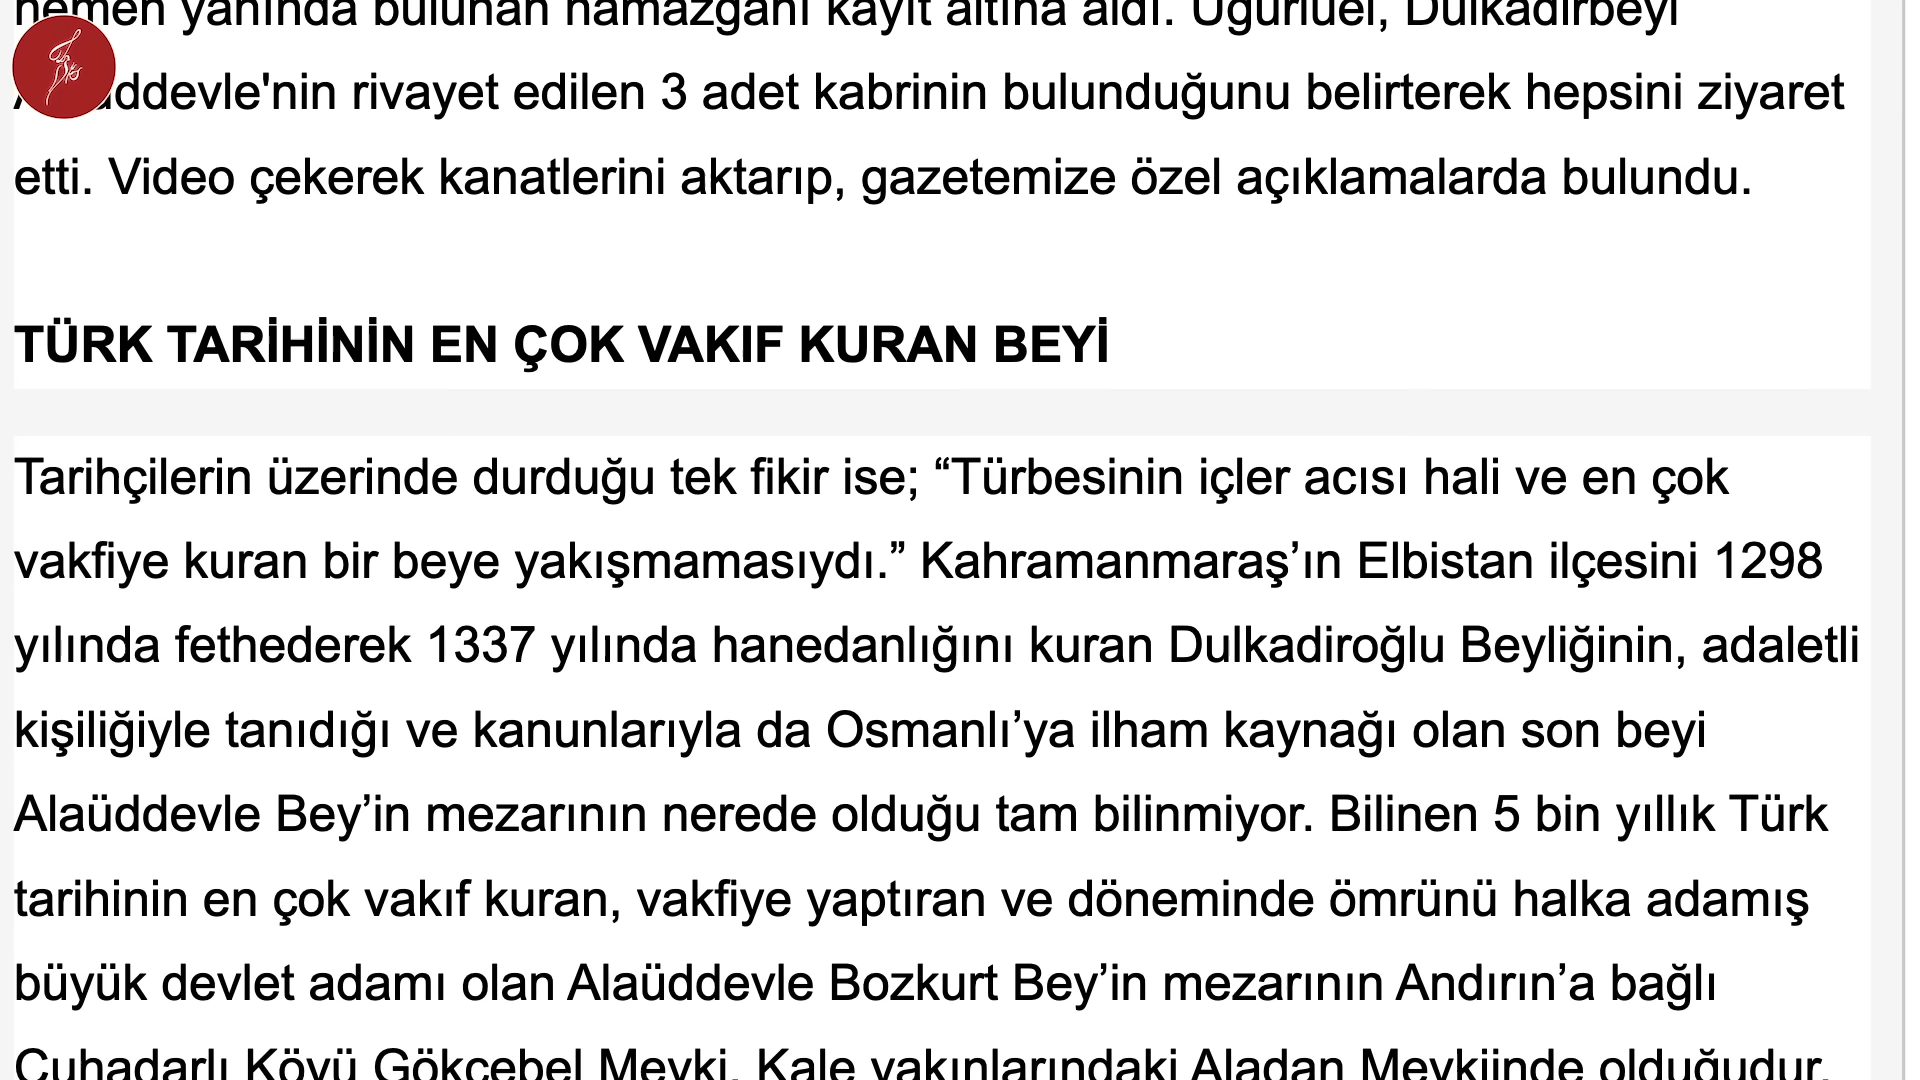 hemen yanında bulunan namazgahı kayıt altına aldı. Uğurluel, Dulkadirbeyi
ddevle'nin rivayet edilen 3 adet kabrinin bulunduğunu belirterek hepsini ziyaret
etti. Video çekerek kanatlerini aktarıp, gazetemize özel açıklamalarda bulundu.
TÜRK TARİHİNİN EN ÇOK VAKIF KURAN BEYİ
Tarihçilerin üzerinde durduğu tek fikir ise; “Türbesinin içler acısı hali ve en çok
vakfiye kuran bir beye yakışmamasıydı.” Kahramanmaraş’ın Elbistan ilçesini 1298
yılında fethederek 1337 yılında hanedanlığını kuran Dulkadiroğlu Beyliğinin, adaletli
kişiliğiyle tanıdığı ve kanunlarıyla da Osmanlı’ya ilham kaynağı olan son beyi
Alaüddevle Bey’in mezarının nerede olduğu tam bilinmiyor. Bilinen 5 bin yıllık Türk
tarihinin en çok vakıf kuran, vakfiye yaptıran ve döneminde ömrünü halka adamış
büyük devlet adamı olan Alaüddevle Bozkurt Bey’in mezarının Andırın’a bağlı
Çuhadarlı Köyü Gökçebel Mevki, Kale yakınlarındaki Aladan Mevkiinde olduğudur.